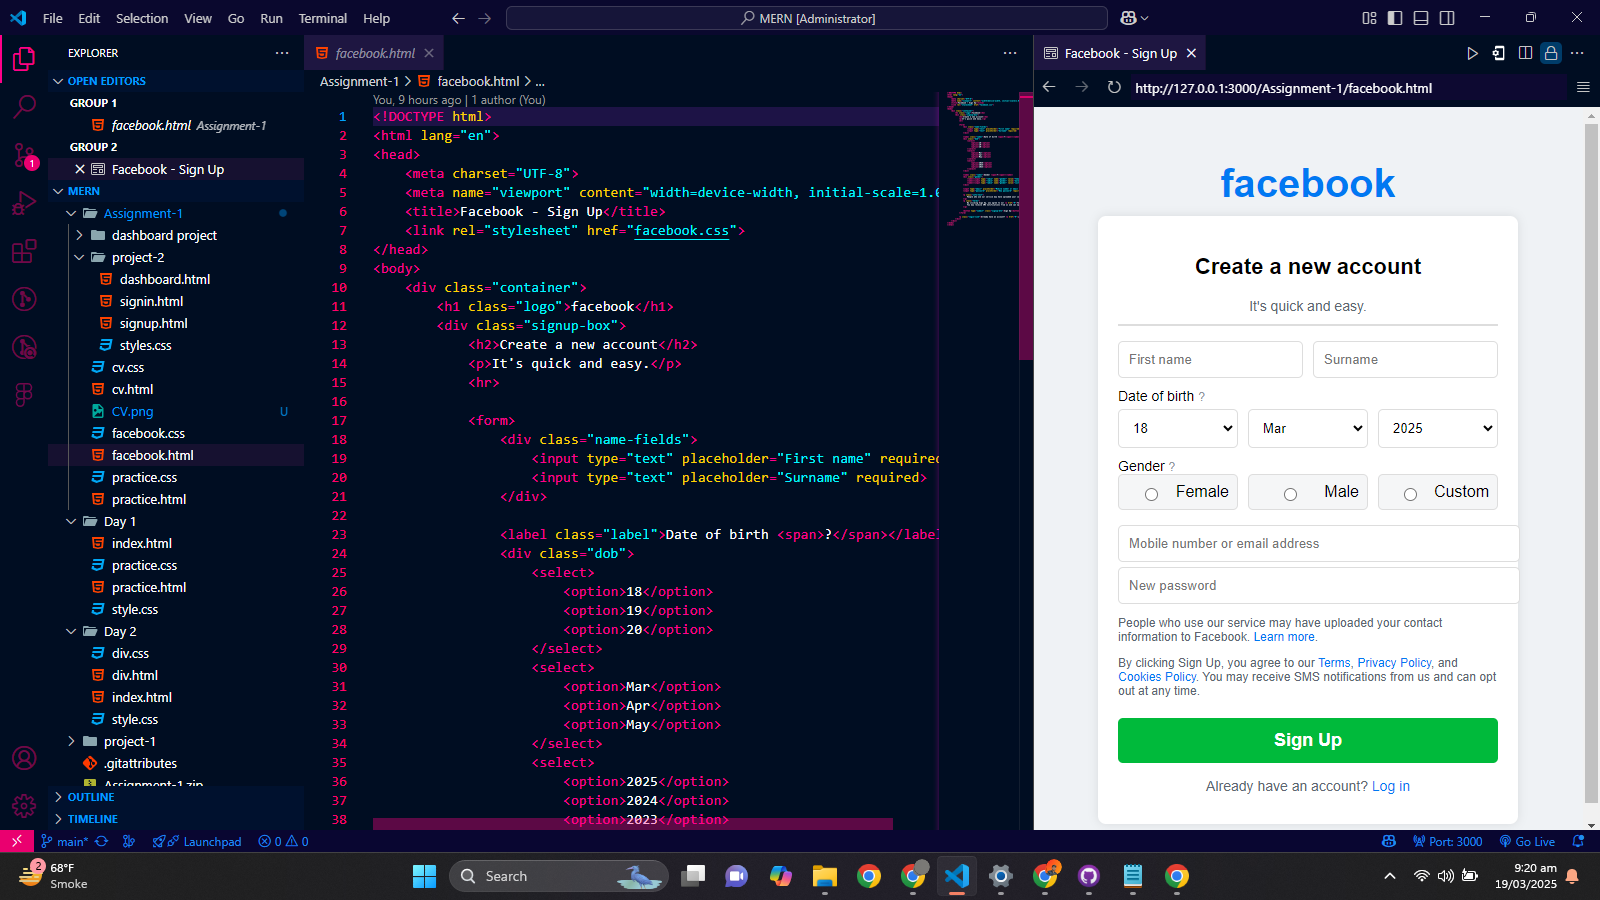 File Edit Selection View Go Run Terminal Help
MERN [Administrator]
EXPLORER
OPEN EDITORS
GROUP 1
facebook.html Assignment-1
GROUP 2
Facebook - Sign Up
MERN
Assignment-1
dashboard project
project-2
dashboard.html
signin.html
signup.html
styles.css
cv.css
cv.html
CV.png U
facebook.css
facebook.html
practice.css
practice.html
Day 1
index.html
practice.css
practice.html
style.css
Day 2
div.css
div.html
index.html
style.css
project-1
.gitattributes
Assignment-1.zip
OUTLINE
TIMELINE
1
facebook.html
Assignment-1 > facebook.html > ...
You, 9 hours ago | 1 author (You)
1 <!DOCTYPE html>
2 <html lang="en">
3 <head>
4 <meta charset="UTF-8">
5 <meta name="viewport" content="width=device-width, initial-scale=1.0
6 <title>Facebook - Sign Up</title>
7 <link rel="stylesheet" href="facebook.css">
8 </head>
9 <body>
10 <div class="container">
11 <h1 class="logo">facebook</h1>
12 <div class="signup-box">
13 <h2>Create a new account</h2>
14 <p>It's quick and easy.</p>
15 <hr>
16
17 <form>
18 <div class="name-fields">
19 <input type="text" placeholder="First name" required
20 <input type="text" placeholder="Surname" required>
21 </div>
22
23 <label class="label">Date of birth <span>?</span></label
24 <div class="dob">
25 <select>
26 <option>18</option>
27 <option>19</option>
28 <option>20</option>
29 </select>
30 <select>
31 <option>Mar</option>
32 <option>Apr</option>
33 <option>May</option>
34 </select>
35 <select>
36 <option>2025</option>
37 <option>2024</option>
38 <option>2023</option>
Facebook - Sign Up
http://127.0.0.1:3000/Assignment-1/facebook.html
facebook
Create a new account
It's quick and easy.
First name Surname
Date of birth ?
18 Mar 2025
Gender ?
Female Male Custom
Mobile number or email address
New password
People who use our service may have uploaded your contact
information to Facebook. Learn more.
By clicking Sign Up, you agree to our Terms, Privacy Policy, and
Cookies Policy. You may receive SMS notifications from us and can opt
out at any time.
Sign Up
Already have an account? Log in
main* Launchpad 0 0 Port: 3000 Go Live
2
68°F
Smoke
Search
9:20 am
19/03/2025